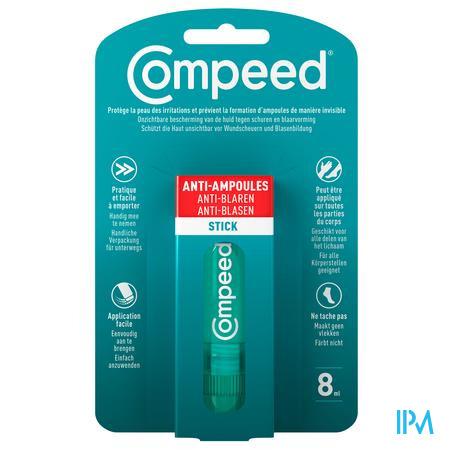 Compeed®
Protège la peau des irritations et prévient la formation d'ampoules de manière invisible
Onzichtbare bescherming van de huid tegen schuren en blaarvorming
Schützt die Haut unsichtbar vor Wundscheuern und Blasenbildung
Pratique
et facile
à emporter
Handig mee
te nemen
Handliche
Verpackung
für unterwegs
Application
facile
Eenvoudig
aan te
brengen
Einfach
anzuwenden
ANTI-AMPOULES
ANTI-BLAREN
ANTI-BLASEN
STICK
Compeed
Peut être
appliqué
sur toutes
les parties
du corps
Geschikt voor
alle delen van
het lichaam
Für alle
Körperstellen
geeignet
Ne tache pas
Maakt geen
vlekken
Färbt nicht
8 ml
IPM